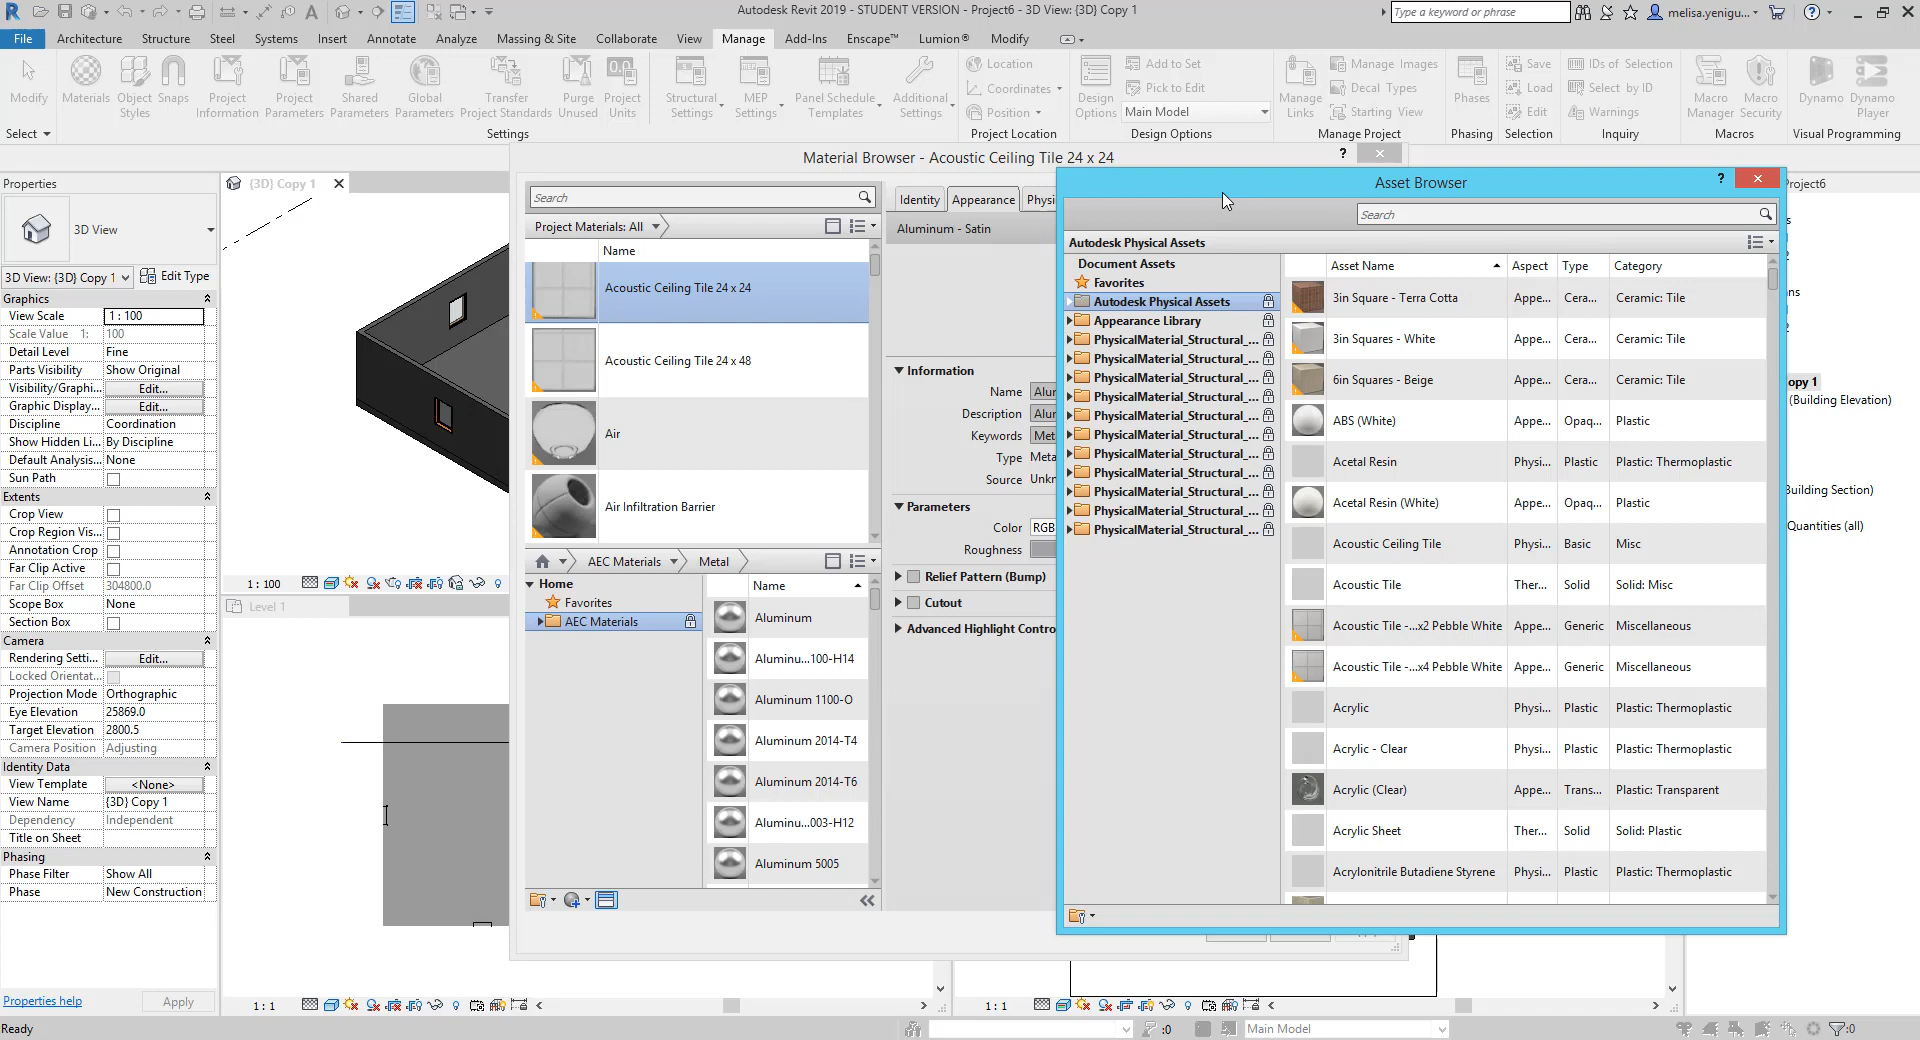 Autodesk Revit 2019 - STUDENT VERSION - Project6 - 3D View: {3D} Copy 1
Type a keyword or phrase
melisa.yenigu...
File Architecture Structure Steel Systems Insert Annotate Analyze Massing & Site Collaborate View Manage Add-Ins Enscape™ Lumion® Modify
Modify
Materials
Object Styles
Snaps
Project Information
Project Parameters
Shared Parameters
Global Parameters
Transfer Project Standards
Purge Unused
Project Units
Structural Settings
MEP Settings
Panel Schedule Templates
Additional Settings
Location
Coordinates
Position
Design Options
Add to Set
Pick to Edit
Main Model
Manage Links
Manage Images
Decal Types
Starting View
Phases
Save
Load
Edit
IDs of Selection
Select by ID
Warnings
Macro Manager
Macro Security
Dynamo
Dynamo Player
Select
Settings
Project Location
Design Options
Manage Project
Phasing
Selection
Inquiry
Macros
Visual Programming
Properties
3D View
3D View: {3D} Copy 1
Edit Type
Graphics
View Scale 1 : 100
Scale Value 1: 100
Detail Level Fine
Parts Visibility Show Original
Visibility/Graphi... Edit...
Graphic Display... Edit...
Discipline Coordination
Show Hidden Li... By Discipline
Default Analysis... None
Sun Path
Extents
Crop View
Crop Region Vis...
Annotation Crop
Far Clip Active
Far Clip Offset 304800.0
Scope Box None
Section Box
Camera
Rendering Setti... Edit...
Locked Orientat...
Projection Mode Orthographic
Eye Elevation 25869.0
Target Elevation 2800.5
Camera Position Adjusting
Identity Data
View Template <None>
View Name {3D} Copy 1
Dependency Independent
Title on Sheet
Phasing
Phase Filter Show All
Phase New Construction
Properties help
Apply
Ready
{3D} Copy 1
1 : 100
Level 1
1 : 1
1 : 1
:0
Main Model
:0
Material Browser - Acoustic Ceiling Tile 24 x 24
?
Search
Project Materials: All
Name
Acoustic Ceiling Tile 24 x 24
Acoustic Ceiling Tile 24 x 48
Air
Air Infiltration Barrier
AEC Materials
Metal
Home
Favorites
AEC Materials
Name
Aluminum
Aluminu...100-H14
Aluminum 1100-O
Aluminum 2014-T4
Aluminum 2014-T6
Aluminu...003-H12
Aluminum 5005
Identity Appearance Physi
Aluminum - Satin
Information
Name Alun
Description Alun
Keywords Met
Type Meta
Source Unkn
Parameters
Color RGB
Roughness
Relief Pattern (Bump)
Cutout
Advanced Highlight Contro
Asset Browser
?
Search
Autodesk Physical Assets
Document Assets
Favorites
Autodesk Physical Assets
Appearance Library
PhysicalMaterial_Structural_...
PhysicalMaterial_Structural_...
PhysicalMaterial_Structural_...
PhysicalMaterial_Structural_...
PhysicalMaterial_Structural_...
PhysicalMaterial_Structural_...
PhysicalMaterial_Structural_...
PhysicalMaterial_Structural_...
PhysicalMaterial_Structural_...
PhysicalMaterial_Structural_...
PhysicalMaterial_Structural_...
Asset Name Aspect Type Category
3in Square - Terra Cotta Appe... Cera... Ceramic: Tile
3in Squares - White Appe... Cera... Ceramic: Tile
6in Squares - Beige Appe... Cera... Ceramic: Tile
ABS (White) Appe... Opaq... Plastic
Acetal Resin Physi... Plastic Plastic: Thermoplastic
Acetal Resin (White) Appe... Opaq... Plastic
Acoustic Ceiling Tile Physi... Basic Misc
Acoustic Tile Ther... Solid Solid: Misc
Acoustic Tile -...x2 Pebble White Appe... Generic Miscellaneous
Acoustic Tile -...x4 Pebble White Appe... Generic Miscellaneous
Acrylic Physi... Plastic Plastic: Thermoplastic
Acrylic - Clear Physi... Plastic Plastic: Thermoplastic
Acrylic (Clear) Appe... Trans... Plastic: Transparent
Acrylic Sheet Ther... Solid Solid: Plastic
Acrylonitrile Butadiene Styrene Physi... Plastic Plastic: Thermoplastic
Project6
opy 1
(Building Elevation)
Building Section)
Quantities (all)